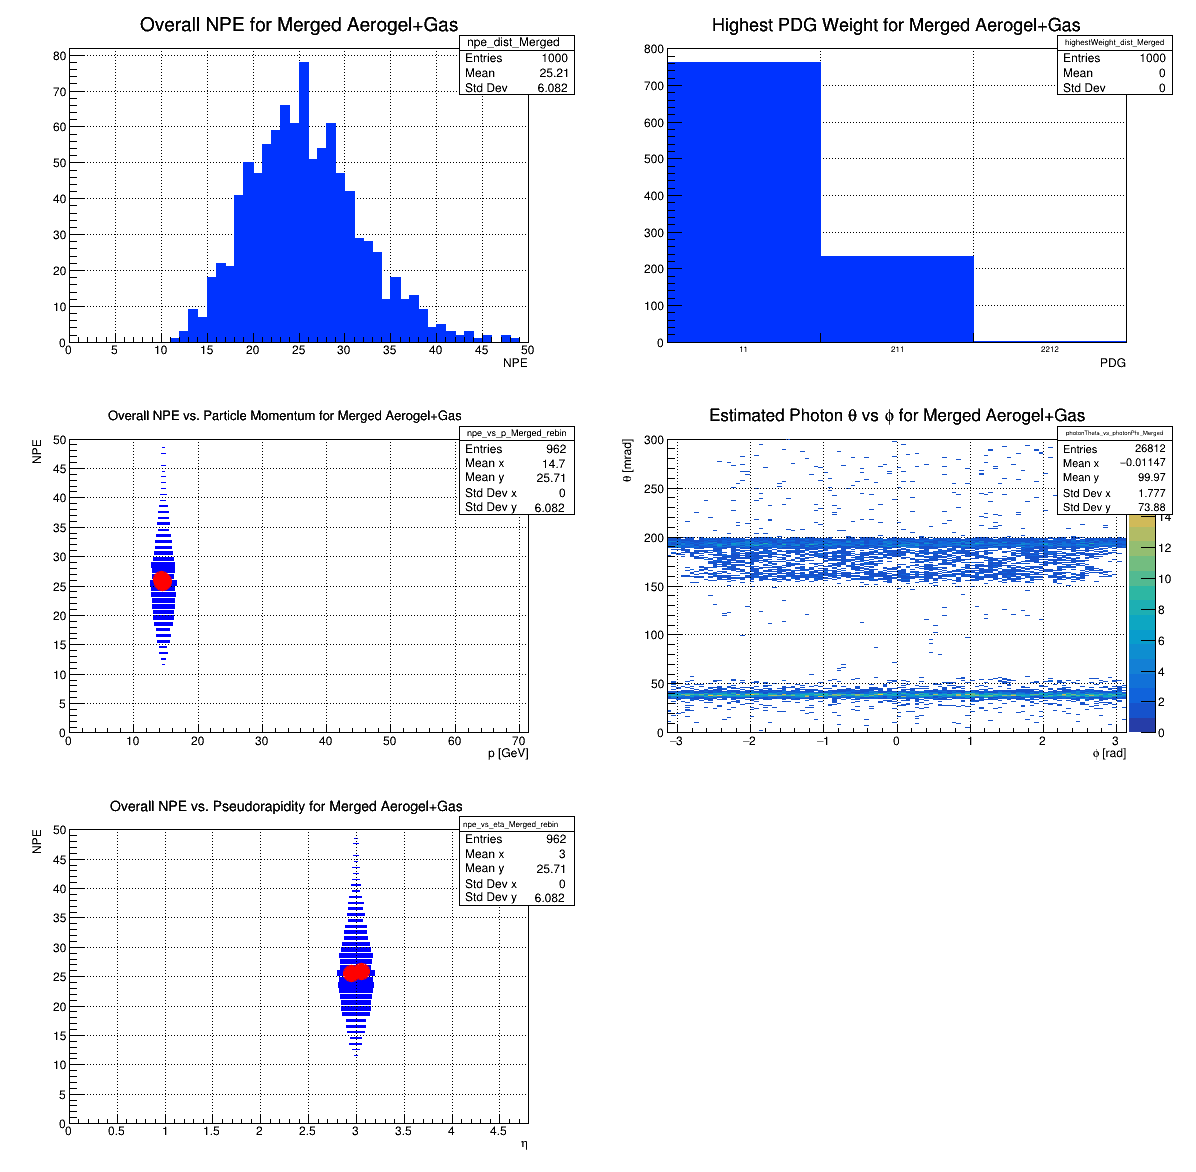 Overall NPE for Merged Aerogel+Gas
npe_dist_Merged
Entries 1000
Mean 25.21
Std Dev 6.082
80
70
60
50
40
30
20
10
0
0 5 10 15 20 25 30 35 40 45 50
NPE
Highest PDG Weight for Merged Aerogel+Gas
highestWeight_dist_Merged
Entries 1000
Mean 0
Std Dev 0
800
700
600
500
400
300
200
100
0
11 211 2212
PDG
Overall NPE vs. Particle Momentum for Merged Aerogel+Gas
npe_vs_p_Merged_rebin
Entries 962
Mean x 14.7
Mean y 25.71
Std Dev x 0
Std Dev y 6.082
NPE
50
45
40
35
30
25
20
15
10
5
0
0 10 20 30 40 50 60 70
p [GeV]
Estimated Photon θ vs ϕ for Merged Aerogel+Gas
photonTheta_vs_photonPhi_Merged
Entries 26812
Mean x −0.01147
Mean y 99.97
Std Dev x 1.777
Std Dev y 73.88
θ [mrad]
300
250
200
150
100
50
0
−3 −2 −1 0 1 2 3
ϕ [rad]
14
12
10
8
6
4
2
0
Overall NPE vs. Pseudorapidity for Merged Aerogel+Gas
npe_vs_eta_Merged_rebin
Entries 962
Mean x 3
Mean y 25.71
Std Dev x 0
Std Dev y 6.082
NPE
50
45
40
35
30
25
20
15
10
5
0
0 0.5 1 1.5 2 2.5 3 3.5 4 4.5
η